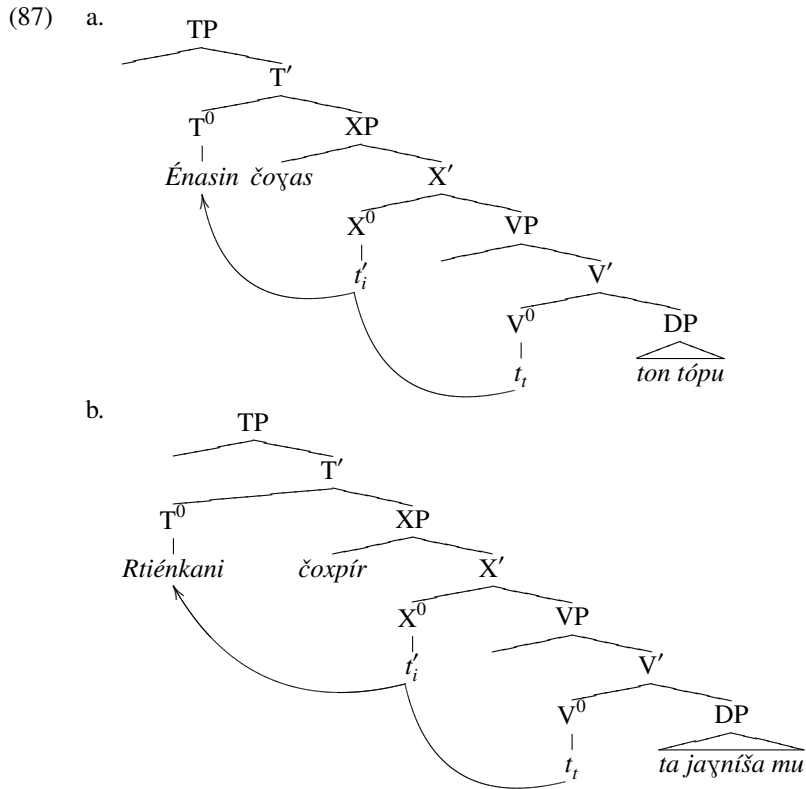 (87) a.
TP
T′
T⁰ XP
Énasin čoɣas X′
X⁰ VP
t′ᵢ V′
V⁰ DP
tₜ ton tópu
b.
TP
T′
T⁰ XP
Rtiénkani čoxpír X′
X⁰ VP
t′ᵢ V′
V⁰ DP
tₜ ta jaɣníša mu